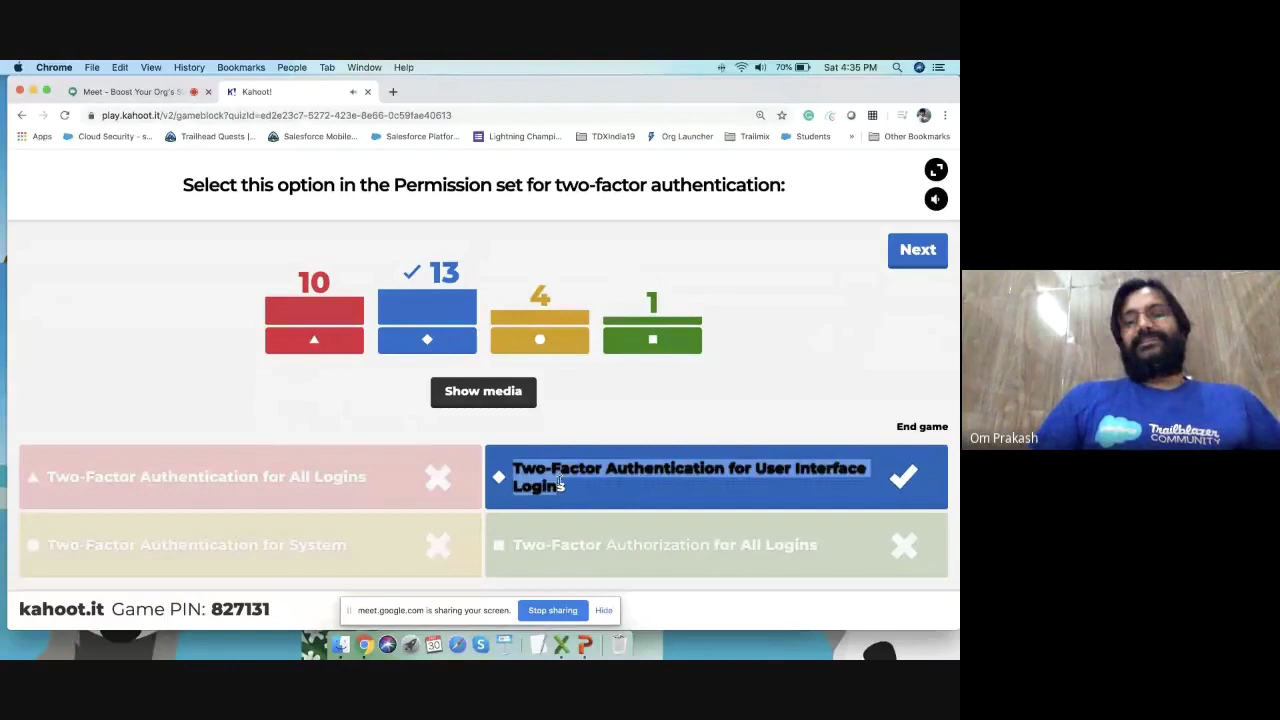 Chrome File Edit View History Bookmarks People Tab Window Help 70% Sat 4:35 PM
Meet - Boost Your Org's S
K! Kahoot!
play.kahoot.it/v2/gameblock?quizId=ed2e23c7-5272-423e-8e66-0c59fae40613
Apps Cloud Security - s... Trailhead Quests |... Salesforce Mobile... Salesforce Platfor... Lightning Champi... TDXIndia19 Org Launcher Trailmix Students » Other Bookmarks
Select this option in the Permission set for two-factor authentication:
Next
10
13
4
1
Show media
End game
Two-Factor Authentication for All Logins
Two-Factor Authentication for User Interface
Logins
Two-Factor Authentication for System
Two-Factor Authorization for All Logins
kahoot.it Game PIN: 827131
meet.google.com is sharing your screen. Stop sharing Hide
30
salesforce
Trailblazer
COMMUNITY
Om Prakash